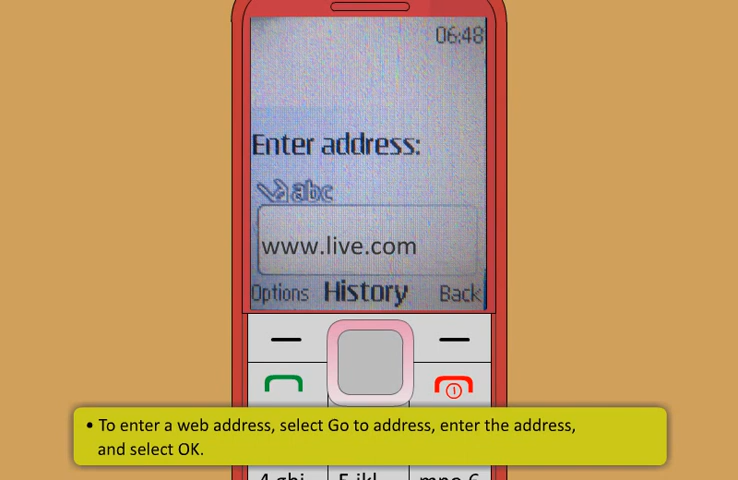 06:48
Enter address:
abc
www.live.com
Options History Back
• To enter a web address, select Go to address, enter the address,
and select OK.